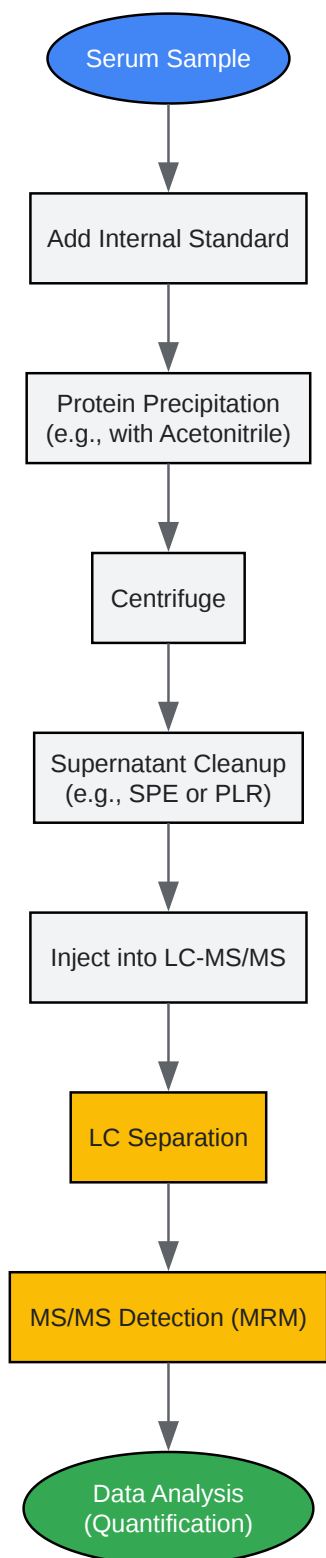 Serum Sample
Add Internal Standard
Protein Precipitation
(e.g., with Acetonitrile)
Centrifuge
Supernatant Cleanup
(e.g., SPE or PLR)
Inject into LC-MS/MS
LC Separation
MS/MS Detection (MRM)
Data Analysis
(Quantification)